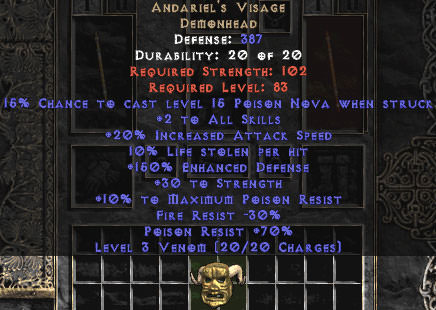 Andariel's Visage
Demonhead
Defense: 387
Durability: 20 of 20
Required Strength: 102
Required Level: 83
15% Chance to cast level 15 Poison Nova when struck
+2 to All Skills
+20% Increased Attack Speed
10% Life stolen per hit
+150% Enhanced Defense
+30 to Strength
+10% to Maximum Poison Resist
Fire Resist -30%
Poison Resist +70%
Level 3 Venom (20/20 Charges)